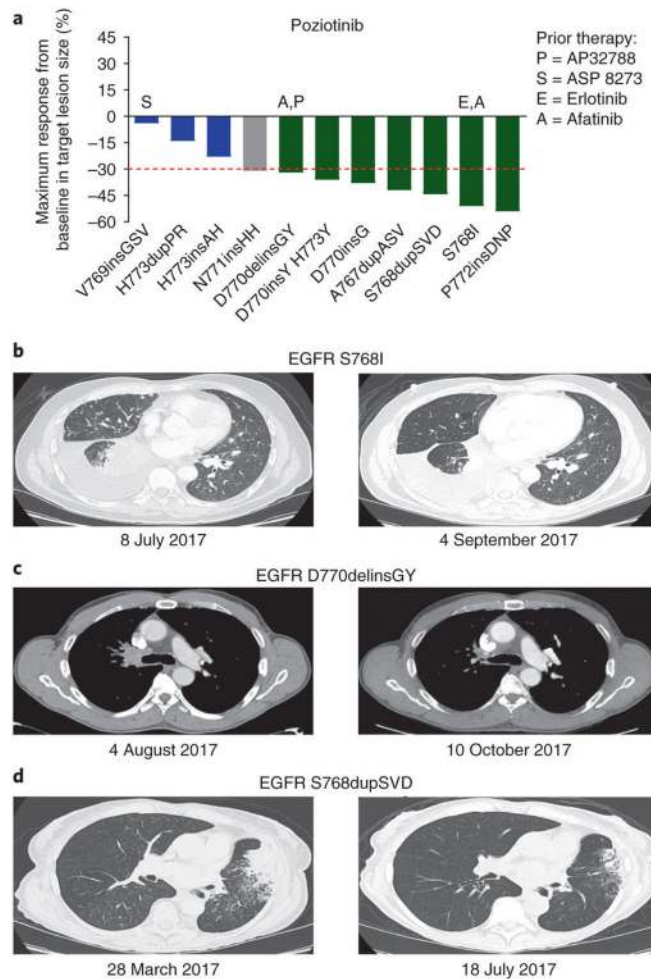 a
Poziotinib
Maximum response from
baseline in target lesion size (%)
45
30
15
0
−15
−30
−45
−60
S
A,P
E,A
V769insGSV
H773dupPR
H773insAH
N771insHH
D770delinsGY
D770insY H773Y
D770insG
A767dupASV
S768dupSVD
S768I
P772insDNP
Prior therapy:
P = AP32788
S = ASP 8273
E = Erlotinib
A = Afatinib
b
EGFR S768I
8 July 2017
4 September 2017
c
EGFR D770delinsGY
4 August 2017
10 October 2017
d
EGFR S768dupSVD
28 March 2017
18 July 2017